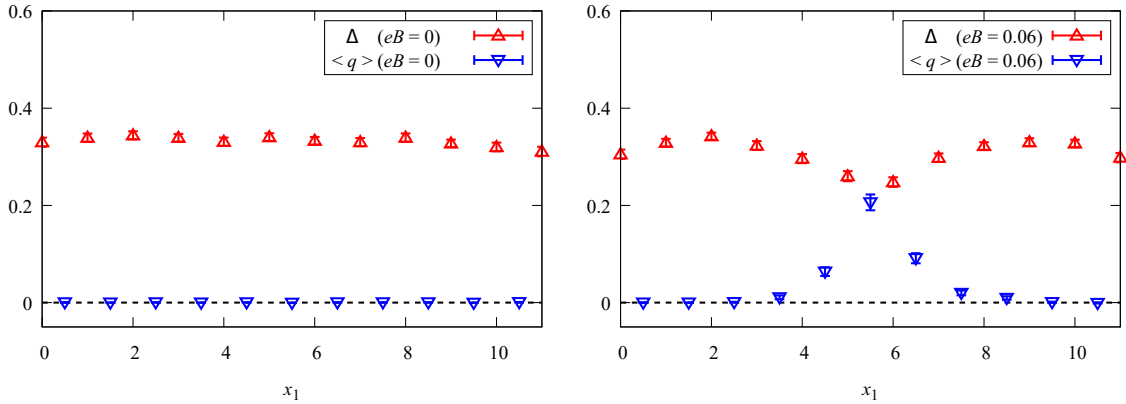 0.6
0.4
0.2
0
0 2 4 6 8 10
x1
Δ (eB = 0)
< q > (eB = 0)
0.6
0.4
0.2
0
0 2 4 6 8 10
x1
Δ (eB = 0.06)
< q > (eB = 0.06)